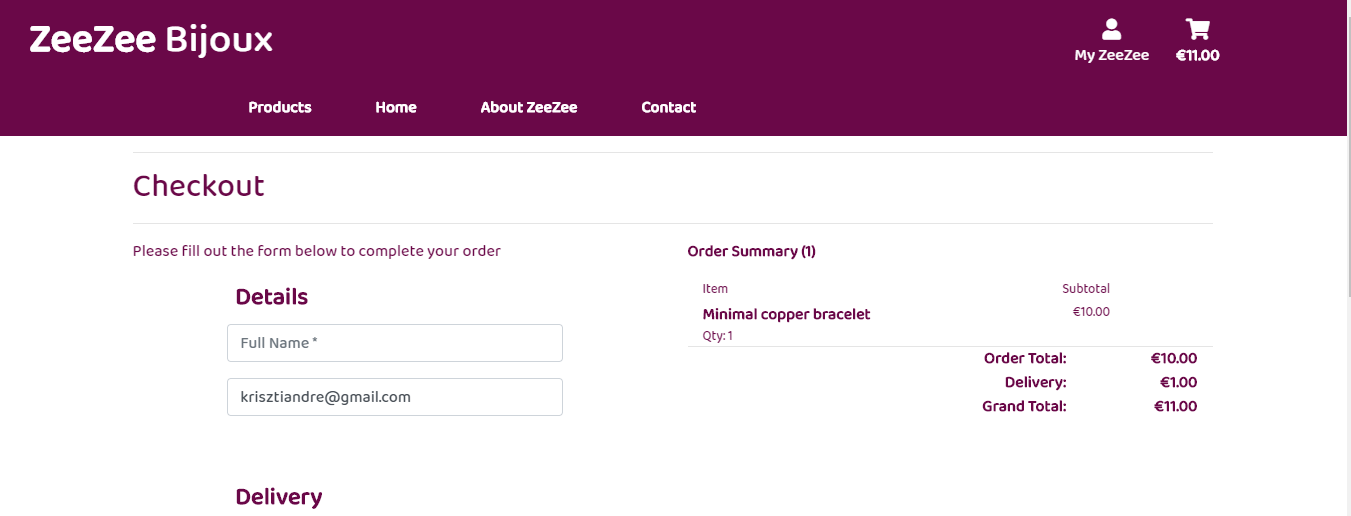 ZeeZee Bijoux
My ZeeZee
€11.00
Products Home About ZeeZee Contact
Checkout
Please fill out the form below to complete your order
Details
Full Name *
krisztiandre@gmail.com
Delivery
Order Summary (1)
Item Subtotal
Minimal copper bracelet €10.00
Qty: 1
Order Total: €10.00
Delivery: €1.00
Grand Total: €11.00